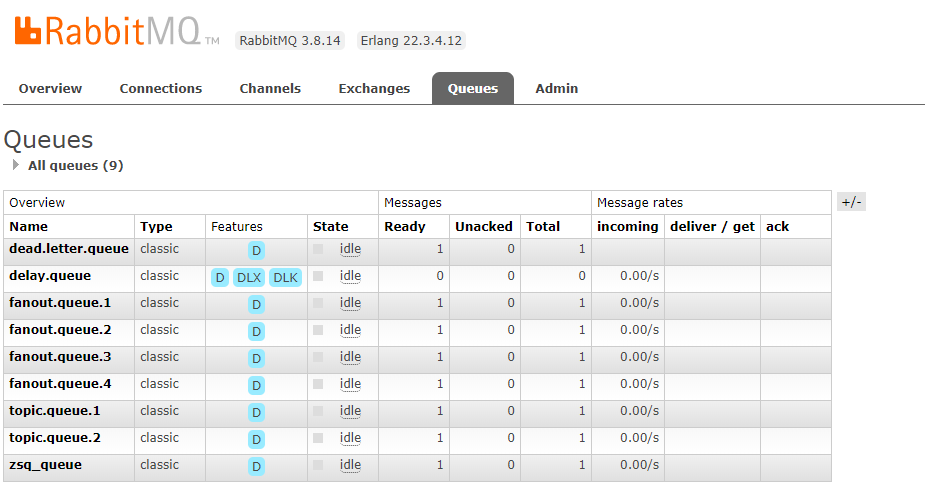 RabbitMQ TM RabbitMQ 3.8.14 Erlang 22.3.4.12
Overview Connections Channels Exchanges Queues Admin
Queues
All queues (9)
Overview Messages Message rates +/-
Name Type Features State Ready Unacked Total incoming deliver / get ack
dead.letter.queue classic D idle 1 0 1
delay.queue classic D DLX DLK idle 0 0 0 0.00/s
fanout.queue.1 classic D idle 1 0 1 0.00/s
fanout.queue.2 classic D idle 1 0 1 0.00/s
fanout.queue.3 classic D idle 1 0 1 0.00/s
fanout.queue.4 classic D idle 1 0 1 0.00/s
topic.queue.1 classic D idle 1 0 1 0.00/s
topic.queue.2 classic D idle 1 0 1 0.00/s
zsq_queue classic D idle 1 0 1 0.00/s